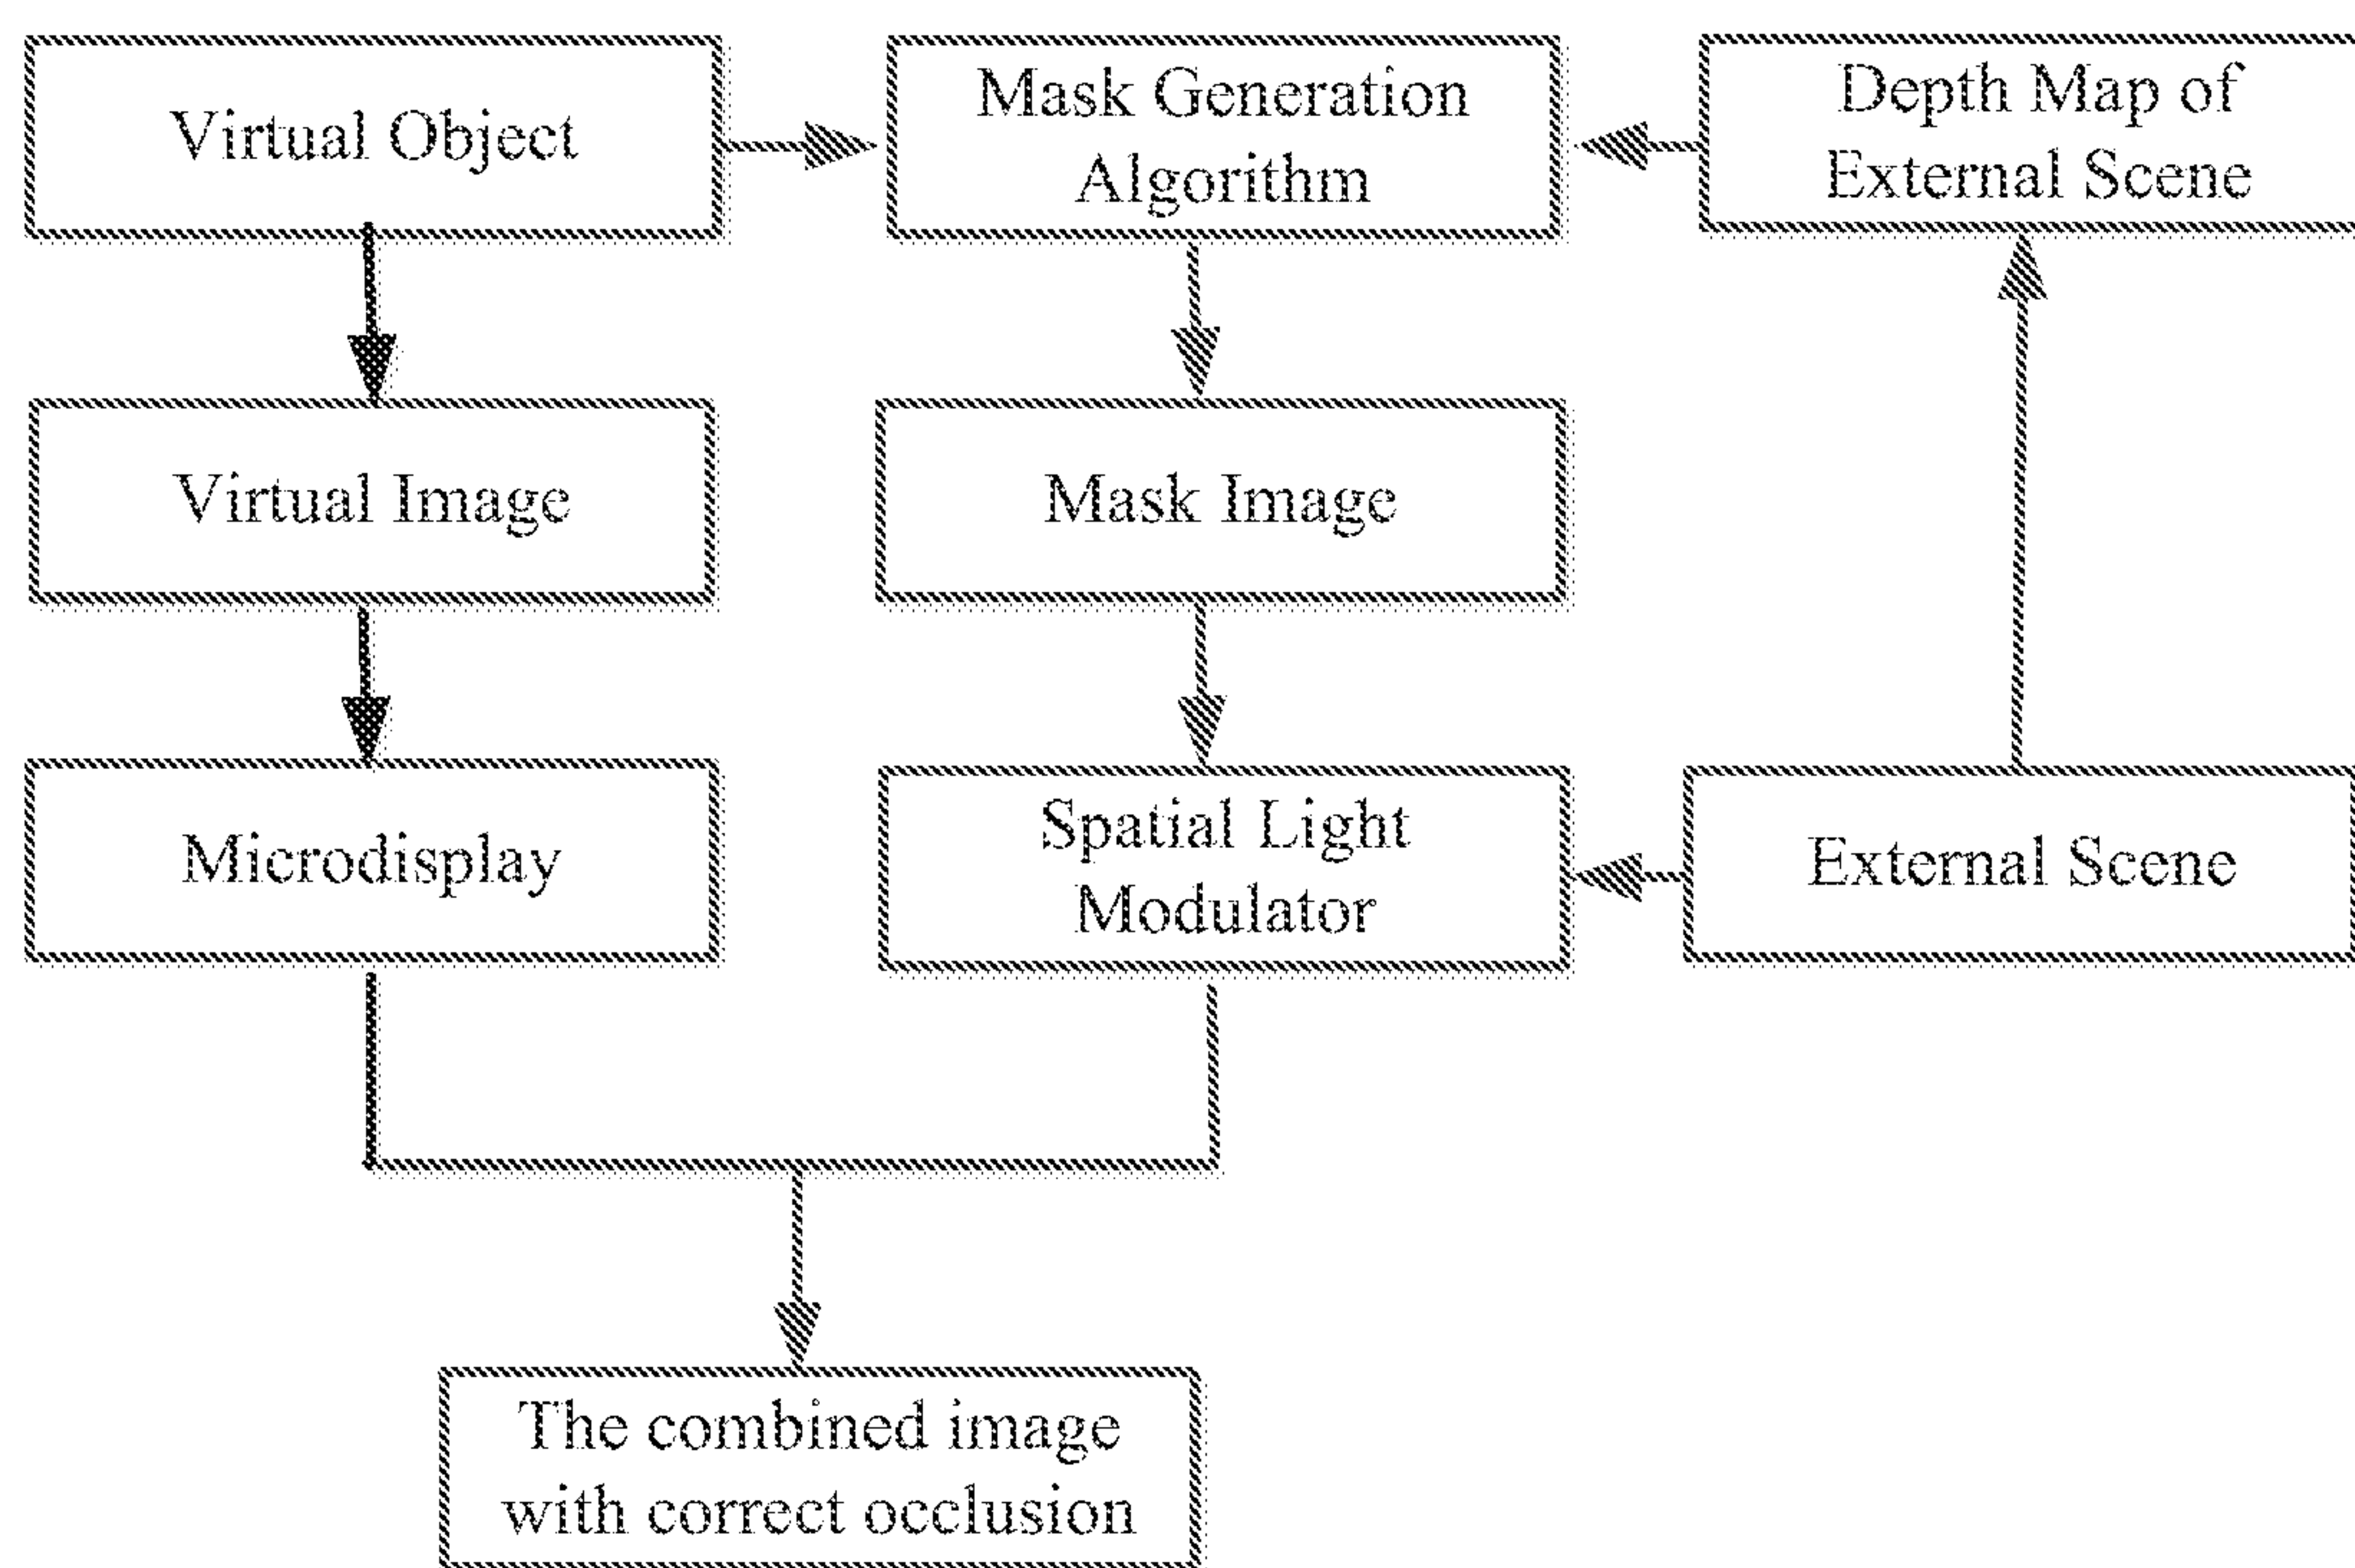 Virtual Object
Mask Generation
Algorithm
Depth Map of
External Scene
Virtual Image
Mask Image
Microdisplay
Spatial Light
Modulator
External Scene
The combined image
with correct occlusion